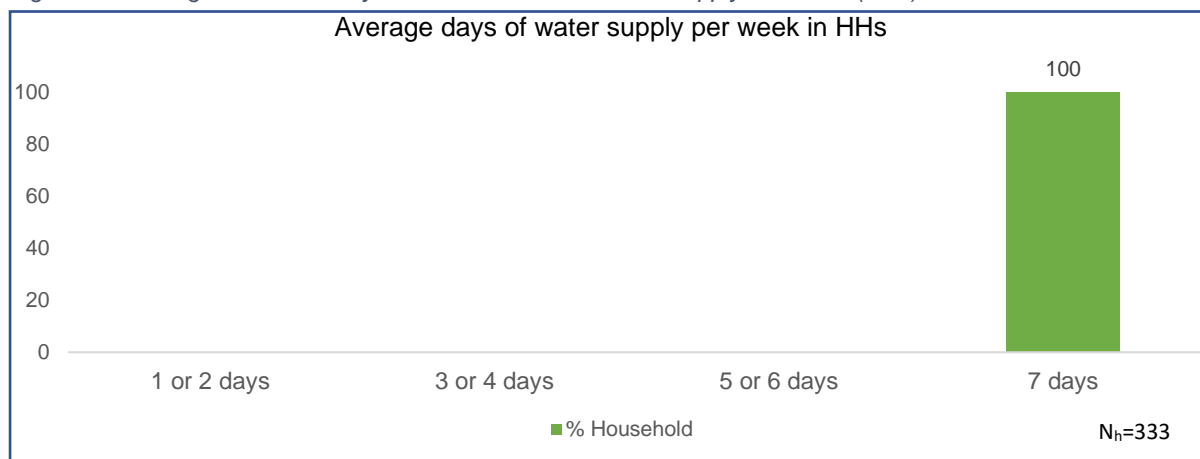 Average days of water supply per week in HHs
100
100
80
60
40
20
0
1 or 2 days 3 or 4 days 5 or 6 days 7 days
% Household
Nₕ=333